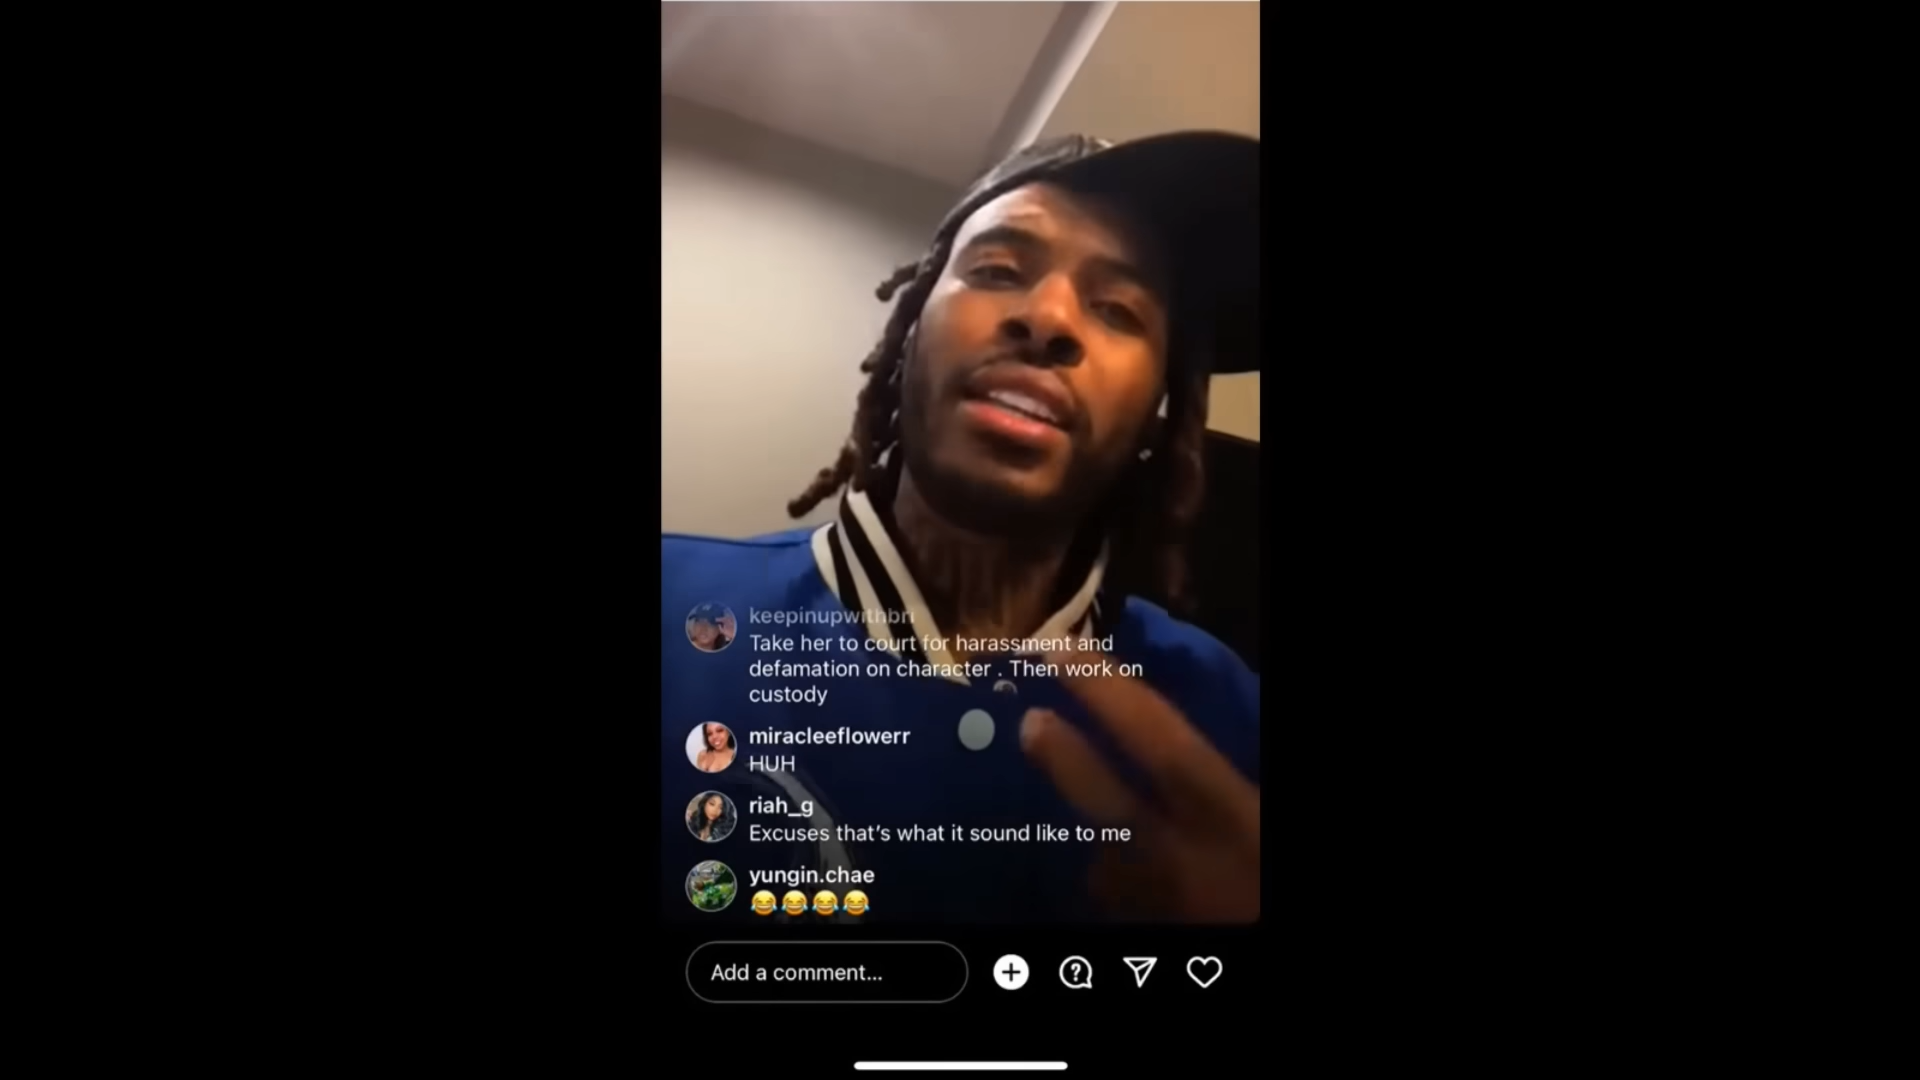 keepinupwithbri
Take her to court for harassment and
defamation on character . Then work on
custody
miracleeflowerr
HUH
riah_g
Excuses that’s what it sound like to me
yungin.chae
😂😂😂😂
Add a comment...